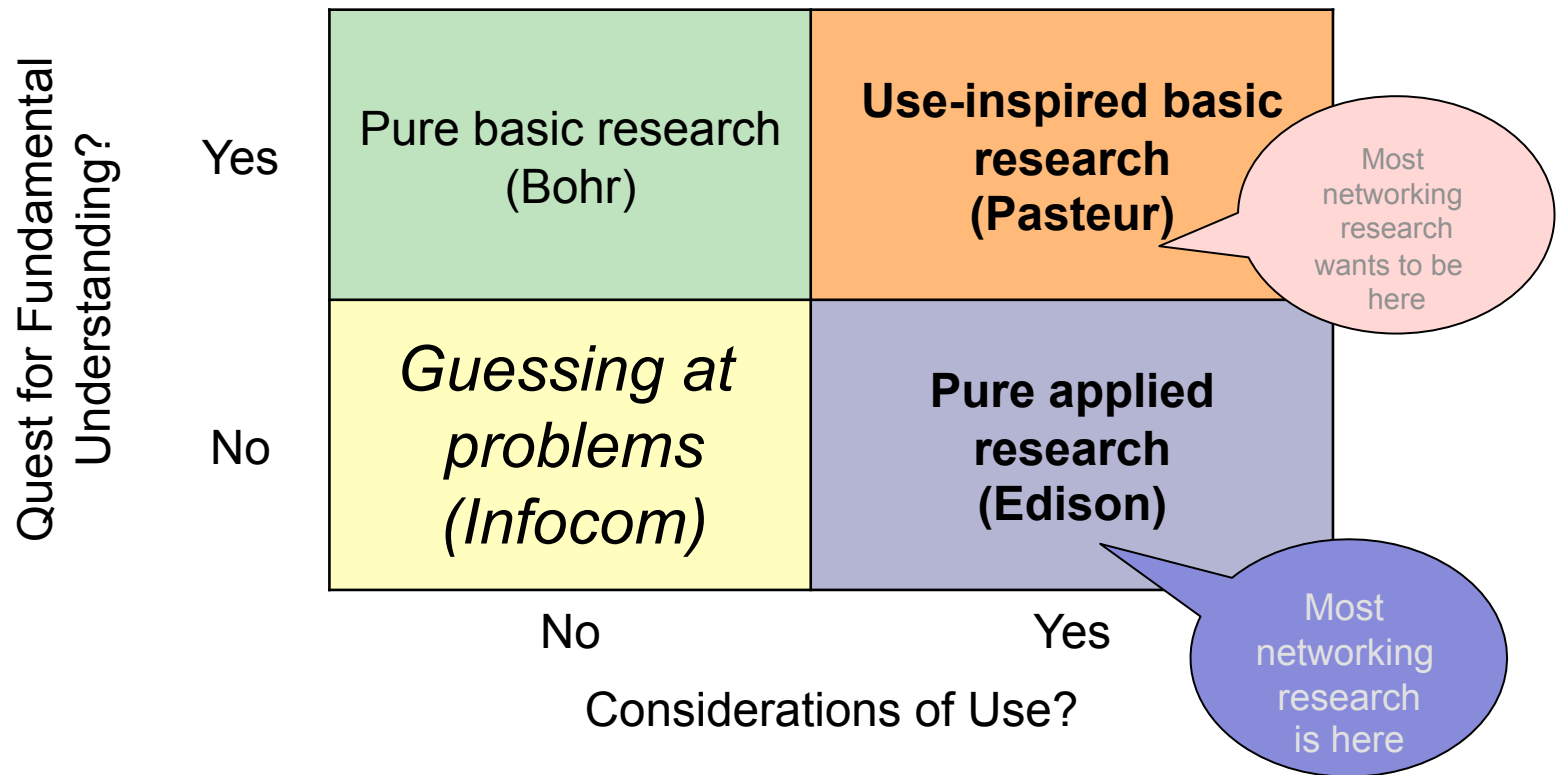 Quest for Fundamental
Understanding?
Yes
Pure basic research
(Bohr)
Use-inspired basic
research
(Pasteur)
Most
networking
research
wants to be
here
No
Guessing at
problems
(Infocom)
Pure applied
research
(Edison)
Most
networking
research
is here
No
Yes
Considerations of Use?